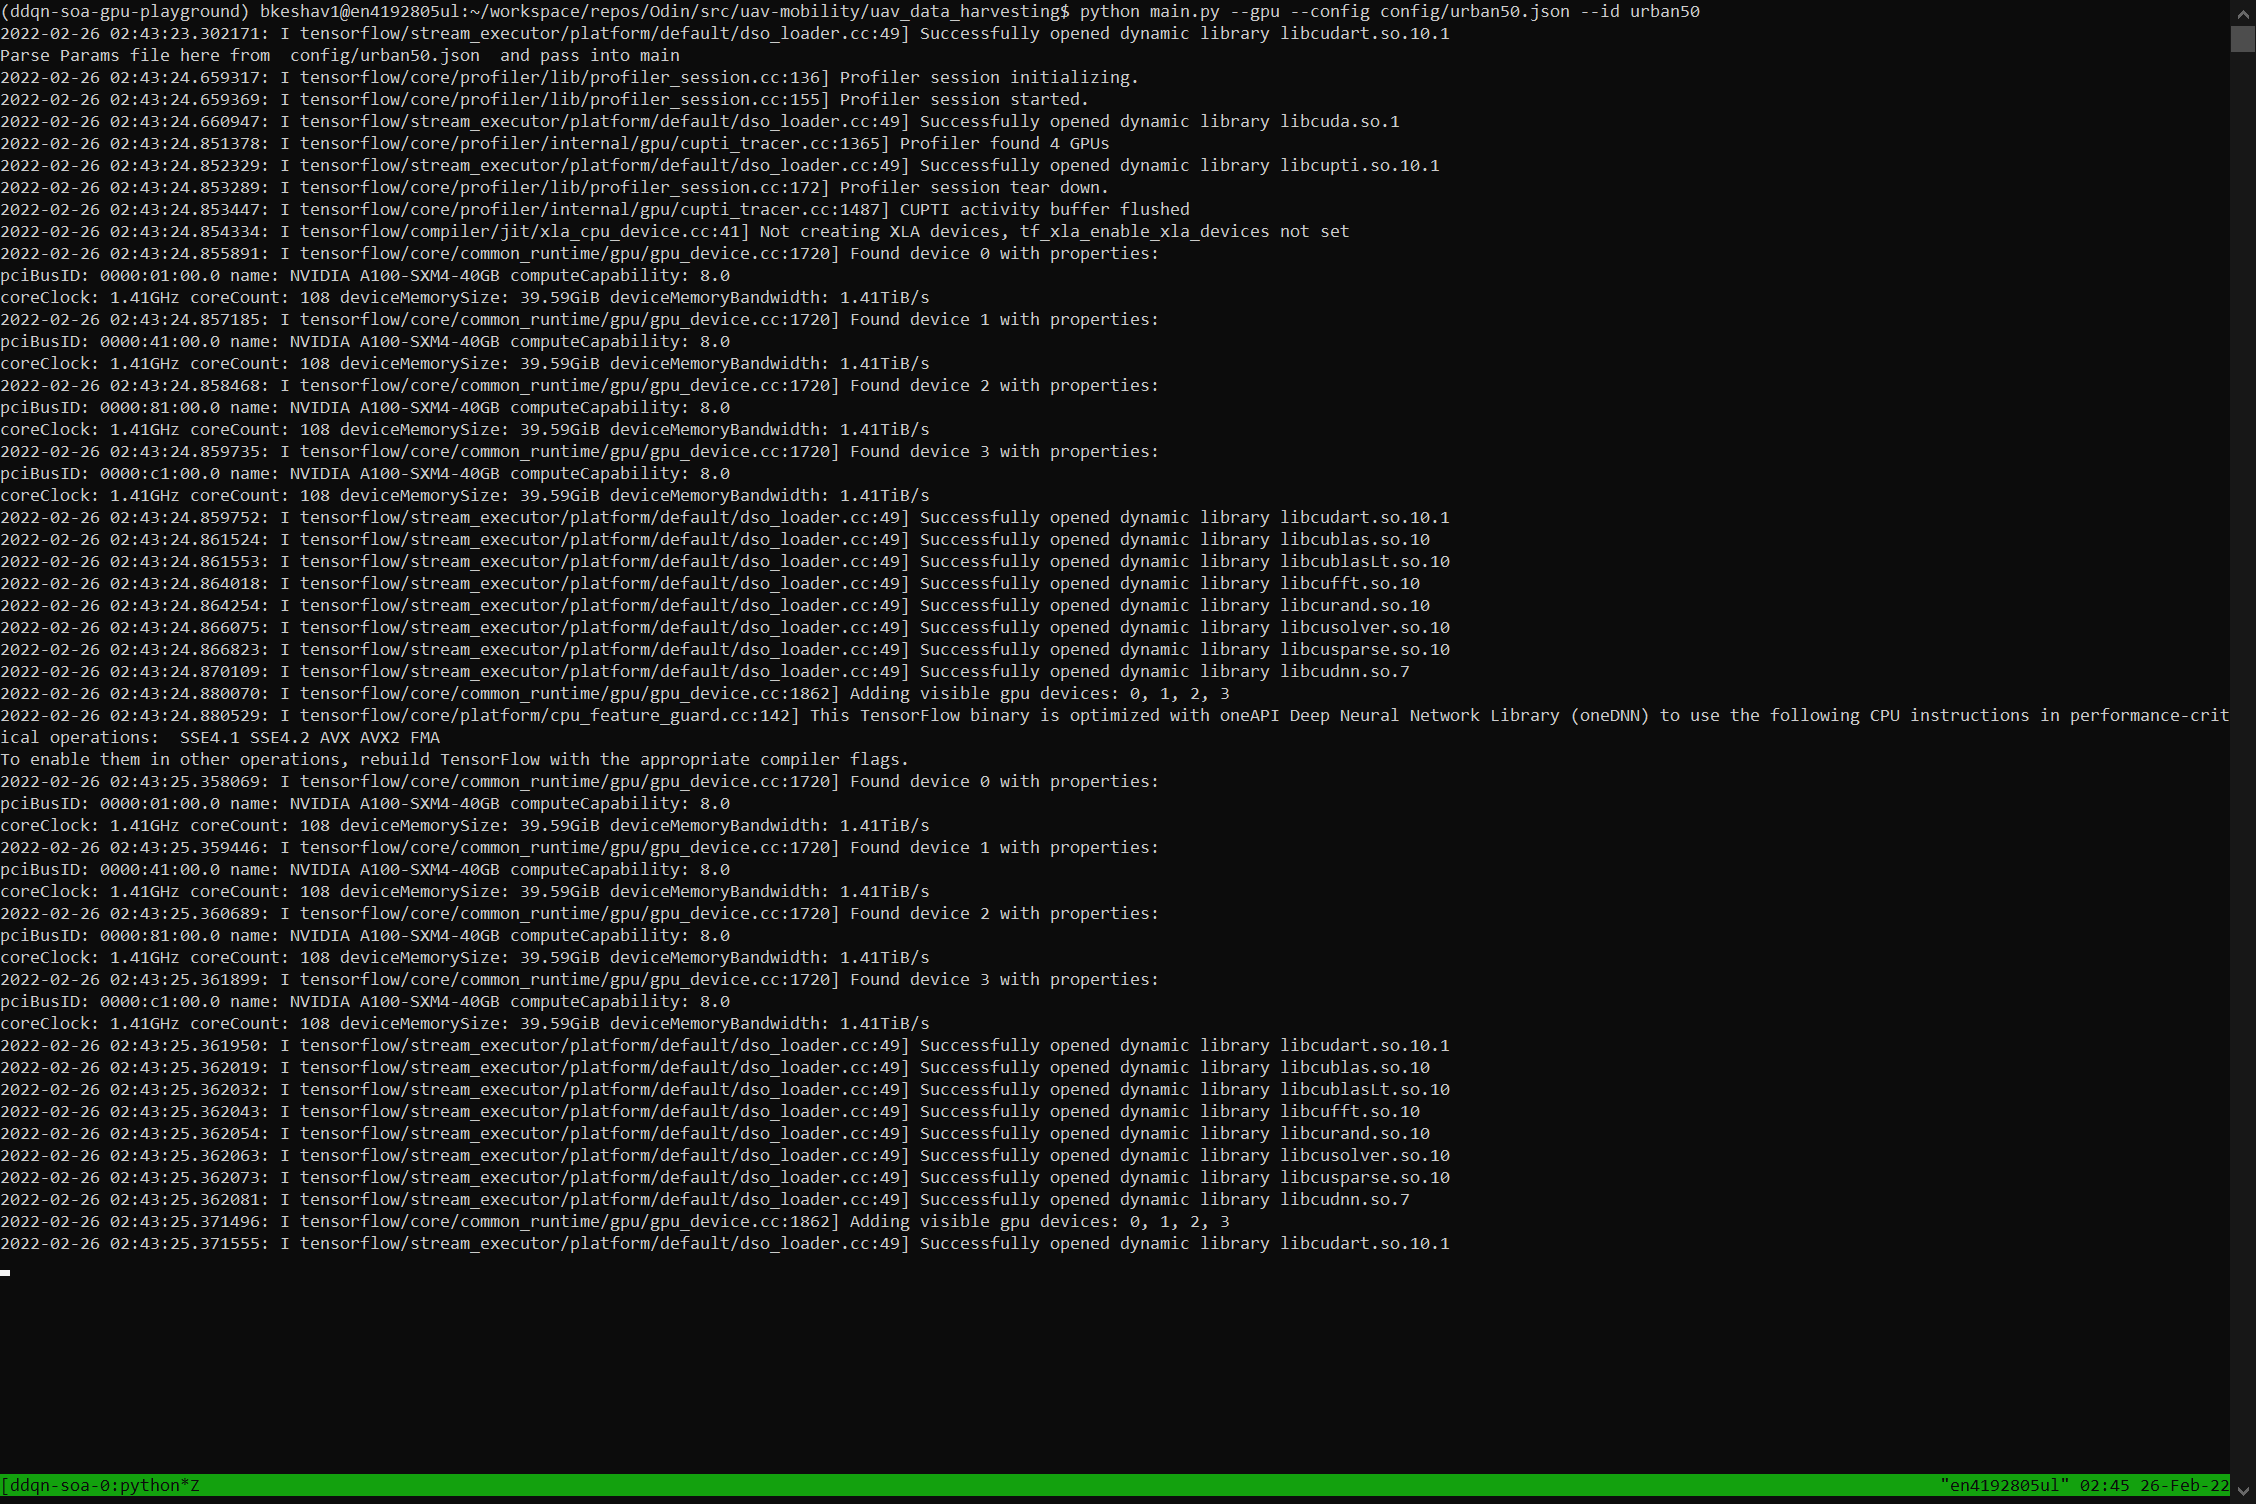 (ddqn-soa-gpu-playground) bkeshav1@en4192805ul:~/workspace/repos/Odin/src/uav-mobility/uav_data_harvesting$ python main.py --gpu --config config/urban50.json --id urban50
2022-02-26 02:43:23.302171: I tensorflow/stream_executor/platform/default/dso_loader.cc:49] Successfully opened dynamic library libcudart.so.10.1
Parse Params file here from  config/urban50.json  and pass into main
2022-02-26 02:43:24.659317: I tensorflow/core/profiler/lib/profiler_session.cc:136] Profiler session initializing.
2022-02-26 02:43:24.659369: I tensorflow/core/profiler/lib/profiler_session.cc:155] Profiler session started.
2022-02-26 02:43:24.660947: I tensorflow/stream_executor/platform/default/dso_loader.cc:49] Successfully opened dynamic library libcuda.so.1
2022-02-26 02:43:24.851378: I tensorflow/core/profiler/internal/gpu/cupti_tracer.cc:1365] Profiler found 4 GPUs
2022-02-26 02:43:24.852329: I tensorflow/stream_executor/platform/default/dso_loader.cc:49] Successfully opened dynamic library libcupti.so.10.1
2022-02-26 02:43:24.853289: I tensorflow/core/profiler/lib/profiler_session.cc:172] Profiler session tear down.
2022-02-26 02:43:24.853447: I tensorflow/core/profiler/internal/gpu/cupti_tracer.cc:1487] CUPTI activity buffer flushed
2022-02-26 02:43:24.854334: I tensorflow/compiler/jit/xla_cpu_device.cc:41] Not creating XLA devices, tf_xla_enable_xla_devices not set
2022-02-26 02:43:24.855891: I tensorflow/core/common_runtime/gpu/gpu_device.cc:1720] Found device 0 with properties:
pciBusID: 0000:01:00.0 name: NVIDIA A100-SXM4-40GB computeCapability: 8.0
coreClock: 1.41GHz coreCount: 108 deviceMemorySize: 39.59GiB deviceMemoryBandwidth: 1.41TiB/s
2022-02-26 02:43:24.857185: I tensorflow/core/common_runtime/gpu/gpu_device.cc:1720] Found device 1 with properties:
pciBusID: 0000:41:00.0 name: NVIDIA A100-SXM4-40GB computeCapability: 8.0
coreClock: 1.41GHz coreCount: 108 deviceMemorySize: 39.59GiB deviceMemoryBandwidth: 1.41TiB/s
2022-02-26 02:43:24.858468: I tensorflow/core/common_runtime/gpu/gpu_device.cc:1720] Found device 2 with properties:
pciBusID: 0000:81:00.0 name: NVIDIA A100-SXM4-40GB computeCapability: 8.0
coreClock: 1.41GHz coreCount: 108 deviceMemorySize: 39.59GiB deviceMemoryBandwidth: 1.41TiB/s
2022-02-26 02:43:24.859735: I tensorflow/core/common_runtime/gpu/gpu_device.cc:1720] Found device 3 with properties:
pciBusID: 0000:c1:00.0 name: NVIDIA A100-SXM4-40GB computeCapability: 8.0
coreClock: 1.41GHz coreCount: 108 deviceMemorySize: 39.59GiB deviceMemoryBandwidth: 1.41TiB/s
2022-02-26 02:43:24.859752: I tensorflow/stream_executor/platform/default/dso_loader.cc:49] Successfully opened dynamic library libcudart.so.10.1
2022-02-26 02:43:24.861524: I tensorflow/stream_executor/platform/default/dso_loader.cc:49] Successfully opened dynamic library libcublas.so.10
2022-02-26 02:43:24.861553: I tensorflow/stream_executor/platform/default/dso_loader.cc:49] Successfully opened dynamic library libcublasLt.so.10
2022-02-26 02:43:24.864018: I tensorflow/stream_executor/platform/default/dso_loader.cc:49] Successfully opened dynamic library libcufft.so.10
2022-02-26 02:43:24.864254: I tensorflow/stream_executor/platform/default/dso_loader.cc:49] Successfully opened dynamic library libcurand.so.10
2022-02-26 02:43:24.866075: I tensorflow/stream_executor/platform/default/dso_loader.cc:49] Successfully opened dynamic library libcusolver.so.10
2022-02-26 02:43:24.866823: I tensorflow/stream_executor/platform/default/dso_loader.cc:49] Successfully opened dynamic library libcusparse.so.10
2022-02-26 02:43:24.870109: I tensorflow/stream_executor/platform/default/dso_loader.cc:49] Successfully opened dynamic library libcudnn.so.7
2022-02-26 02:43:24.880070: I tensorflow/core/common_runtime/gpu/gpu_device.cc:1862] Adding visible gpu devices: 0, 1, 2, 3
2022-02-26 02:43:24.880529: I tensorflow/core/platform/cpu_feature_guard.cc:142] This TensorFlow binary is optimized with oneAPI Deep Neural Network Library (oneDNN) to use the following CPU instructions in performance-crit
ical operations:  SSE4.1 SSE4.2 AVX AVX2 FMA
To enable them in other operations, rebuild TensorFlow with the appropriate compiler flags.
2022-02-26 02:43:25.358069: I tensorflow/core/common_runtime/gpu/gpu_device.cc:1720] Found device 0 with properties:
pciBusID: 0000:01:00.0 name: NVIDIA A100-SXM4-40GB computeCapability: 8.0
coreClock: 1.41GHz coreCount: 108 deviceMemorySize: 39.59GiB deviceMemoryBandwidth: 1.41TiB/s
2022-02-26 02:43:25.359446: I tensorflow/core/common_runtime/gpu/gpu_device.cc:1720] Found device 1 with properties:
pciBusID: 0000:41:00.0 name: NVIDIA A100-SXM4-40GB computeCapability: 8.0
coreClock: 1.41GHz coreCount: 108 deviceMemorySize: 39.59GiB deviceMemoryBandwidth: 1.41TiB/s
2022-02-26 02:43:25.360689: I tensorflow/core/common_runtime/gpu/gpu_device.cc:1720] Found device 2 with properties:
pciBusID: 0000:81:00.0 name: NVIDIA A100-SXM4-40GB computeCapability: 8.0
coreClock: 1.41GHz coreCount: 108 deviceMemorySize: 39.59GiB deviceMemoryBandwidth: 1.41TiB/s
2022-02-26 02:43:25.361899: I tensorflow/core/common_runtime/gpu/gpu_device.cc:1720] Found device 3 with properties:
pciBusID: 0000:c1:00.0 name: NVIDIA A100-SXM4-40GB computeCapability: 8.0
coreClock: 1.41GHz coreCount: 108 deviceMemorySize: 39.59GiB deviceMemoryBandwidth: 1.41TiB/s
2022-02-26 02:43:25.361950: I tensorflow/stream_executor/platform/default/dso_loader.cc:49] Successfully opened dynamic library libcudart.so.10.1
2022-02-26 02:43:25.362019: I tensorflow/stream_executor/platform/default/dso_loader.cc:49] Successfully opened dynamic library libcublas.so.10
2022-02-26 02:43:25.362032: I tensorflow/stream_executor/platform/default/dso_loader.cc:49] Successfully opened dynamic library libcublasLt.so.10
2022-02-26 02:43:25.362043: I tensorflow/stream_executor/platform/default/dso_loader.cc:49] Successfully opened dynamic library libcufft.so.10
2022-02-26 02:43:25.362054: I tensorflow/stream_executor/platform/default/dso_loader.cc:49] Successfully opened dynamic library libcurand.so.10
2022-02-26 02:43:25.362063: I tensorflow/stream_executor/platform/default/dso_loader.cc:49] Successfully opened dynamic library libcusolver.so.10
2022-02-26 02:43:25.362073: I tensorflow/stream_executor/platform/default/dso_loader.cc:49] Successfully opened dynamic library libcusparse.so.10
2022-02-26 02:43:25.362081: I tensorflow/stream_executor/platform/default/dso_loader.cc:49] Successfully opened dynamic library libcudnn.so.7
2022-02-26 02:43:25.371496: I tensorflow/core/common_runtime/gpu/gpu_device.cc:1862] Adding visible gpu devices: 0, 1, 2, 3
2022-02-26 02:43:25.371555: I tensorflow/stream_executor/platform/default/dso_loader.cc:49] Successfully opened dynamic library libcudart.so.10.1
[ddqn-soa-0:python*Z "en4192805ul" 02:45 26-Feb-22